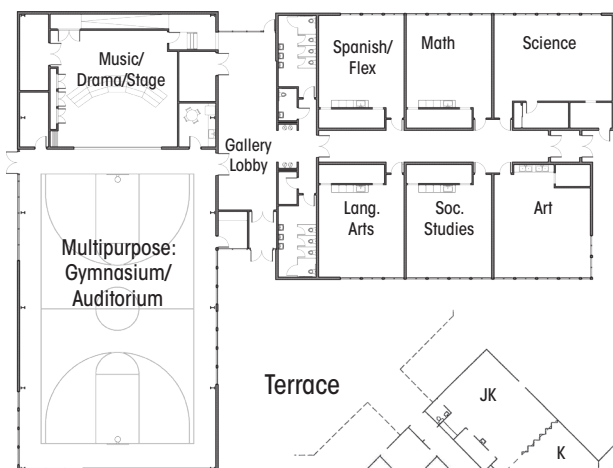 Music/
Drama/Stage
Spanish/
Flex
Math
Science
Gallery
Lobby
Lang.
Arts
Soc.
Studies
Art
Multipurpose:
Gymnasium/
Auditorium
Terrace
JK
K